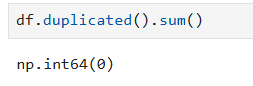 df.duplicated().sum()
np.int64(0)